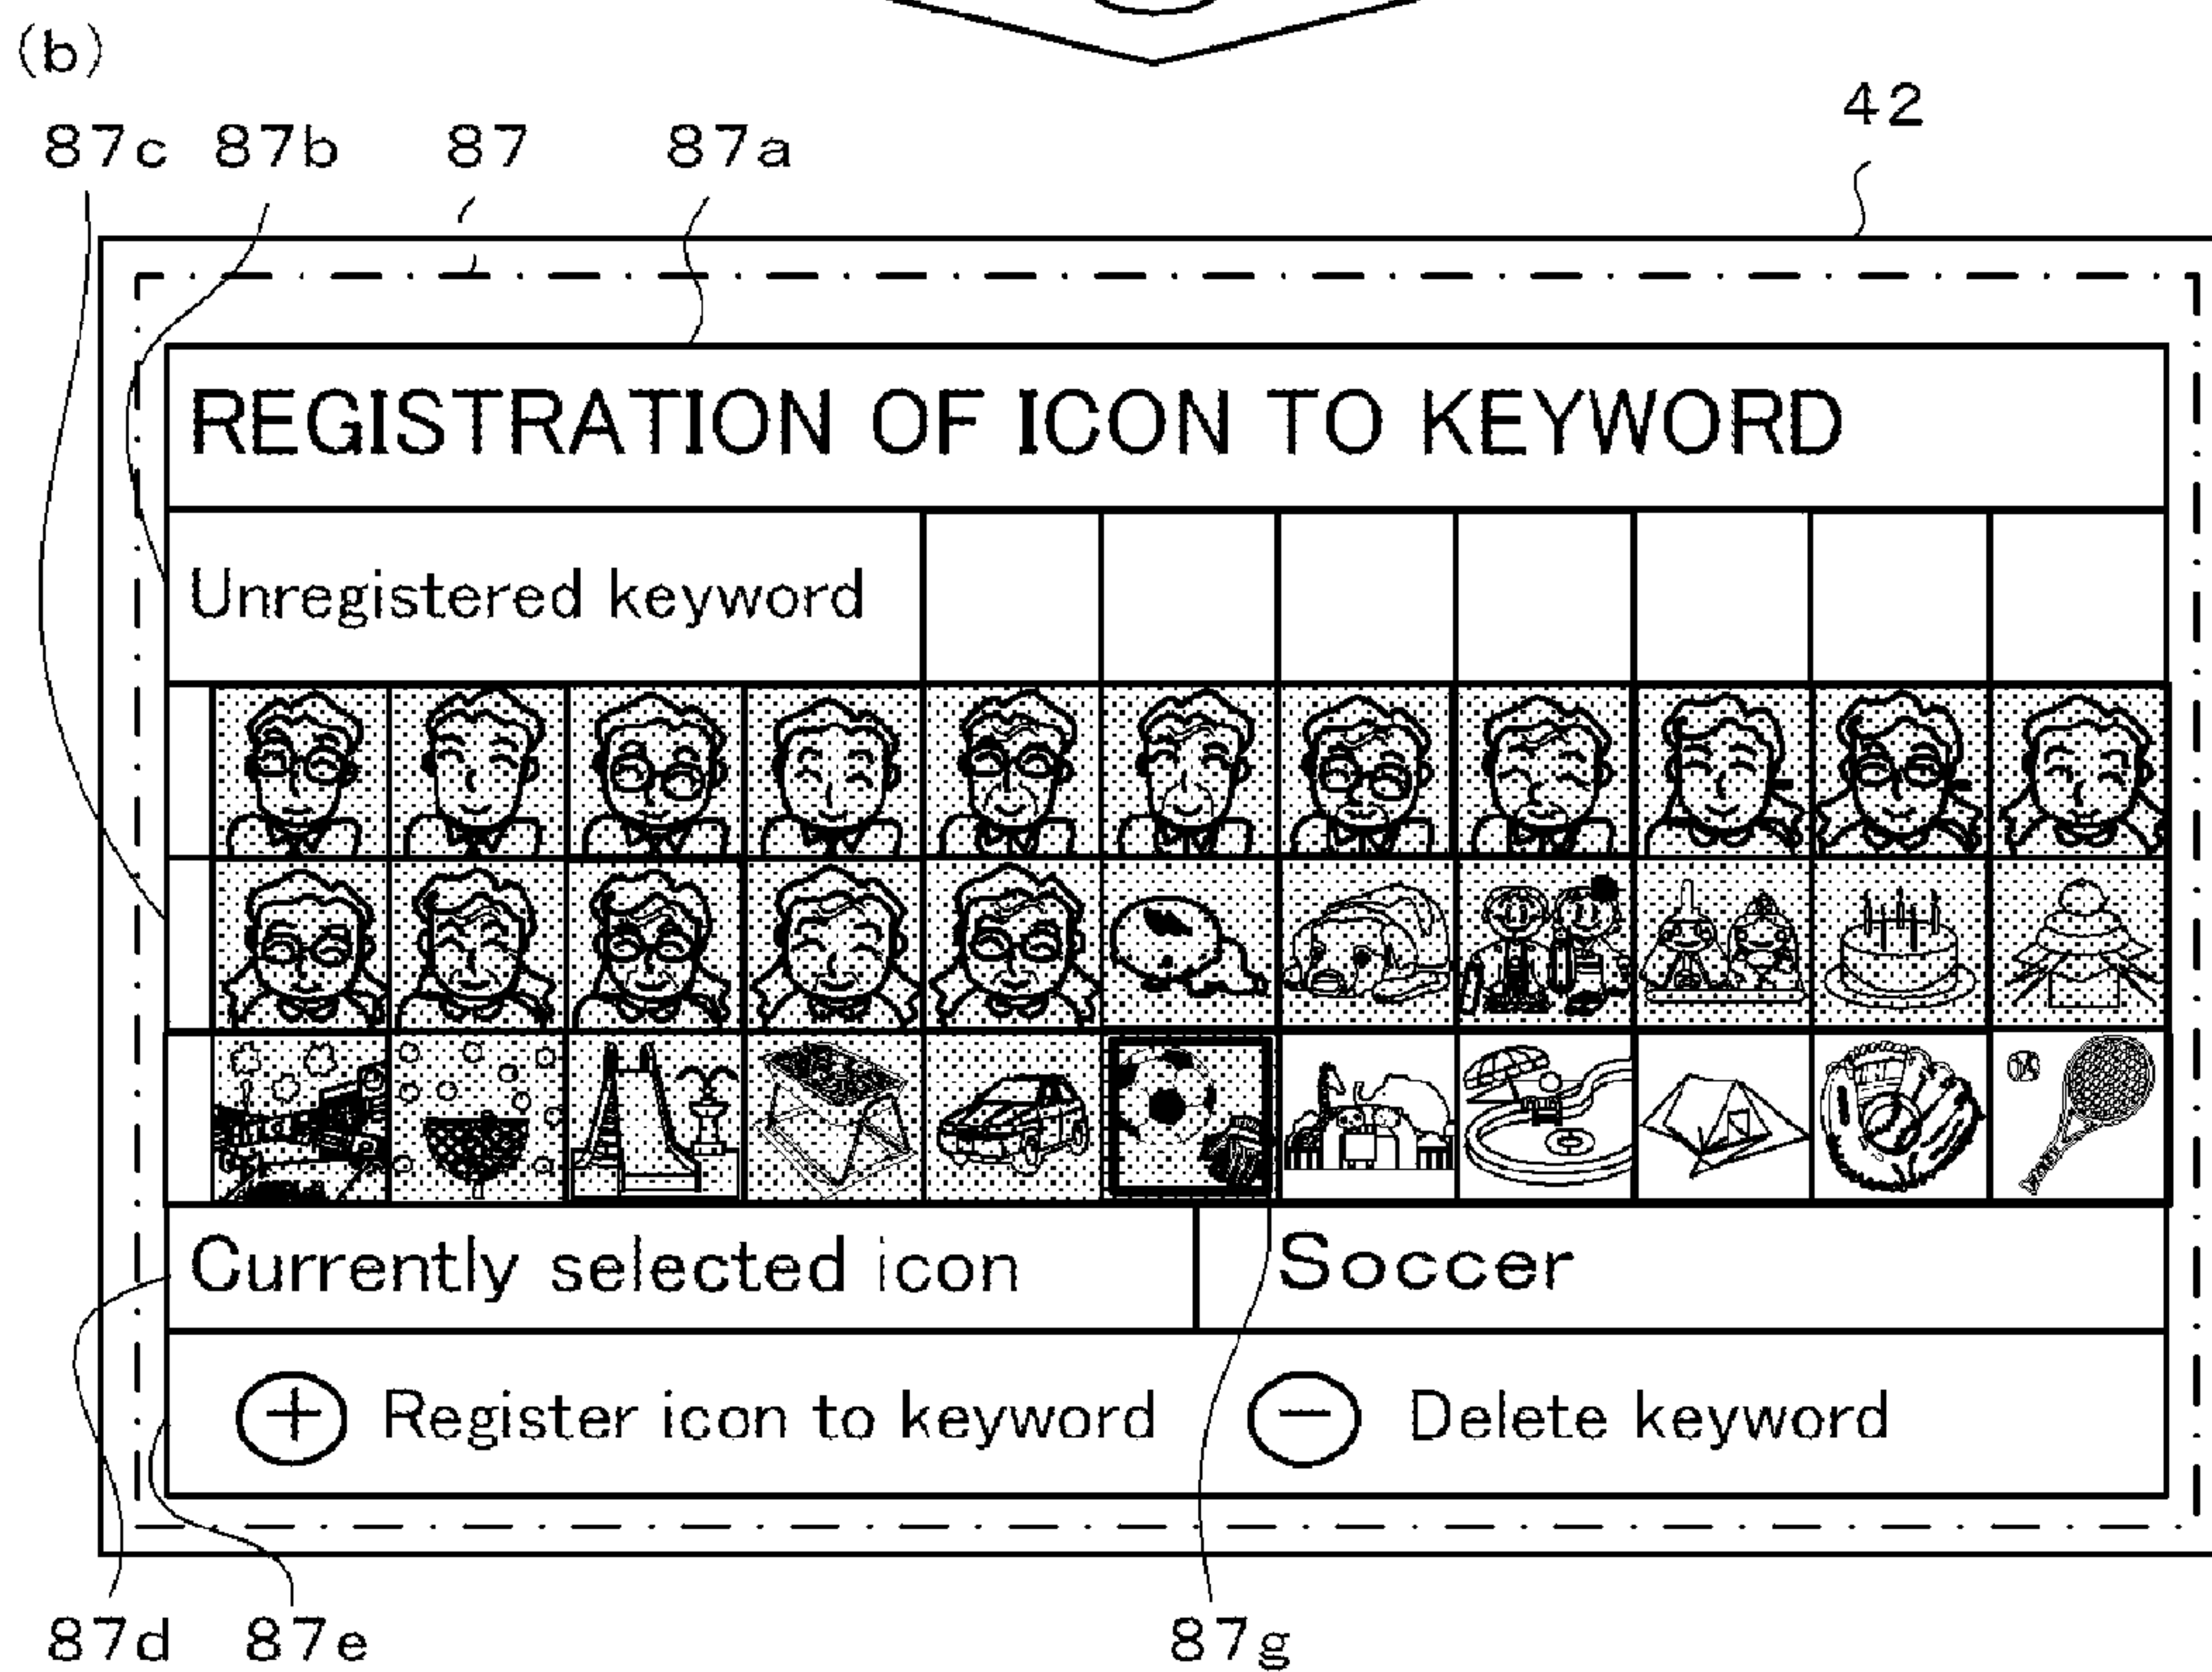 (b)
42
87c 87b 87 87a
REGISTRATION OF ICON TO KEYWORD
Unregistered keyword
Currently selected icon Soccer
+ Register icon to keyword − Delete keyword
87d 87e 87g